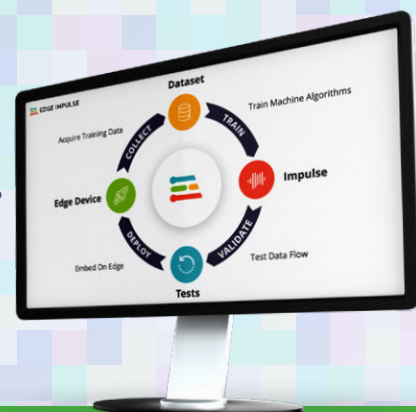 EDGE IMPULSE
Dataset
Acquire Training Data
Train Machine Algorithms
COLLECT
TRAIN
Edge Device
Impulse
DEPLOY
VALIDATE
Embed On Edge
Test Data Flow
Tests